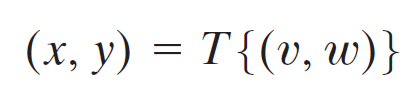 (x, y) = T{(v, w)}